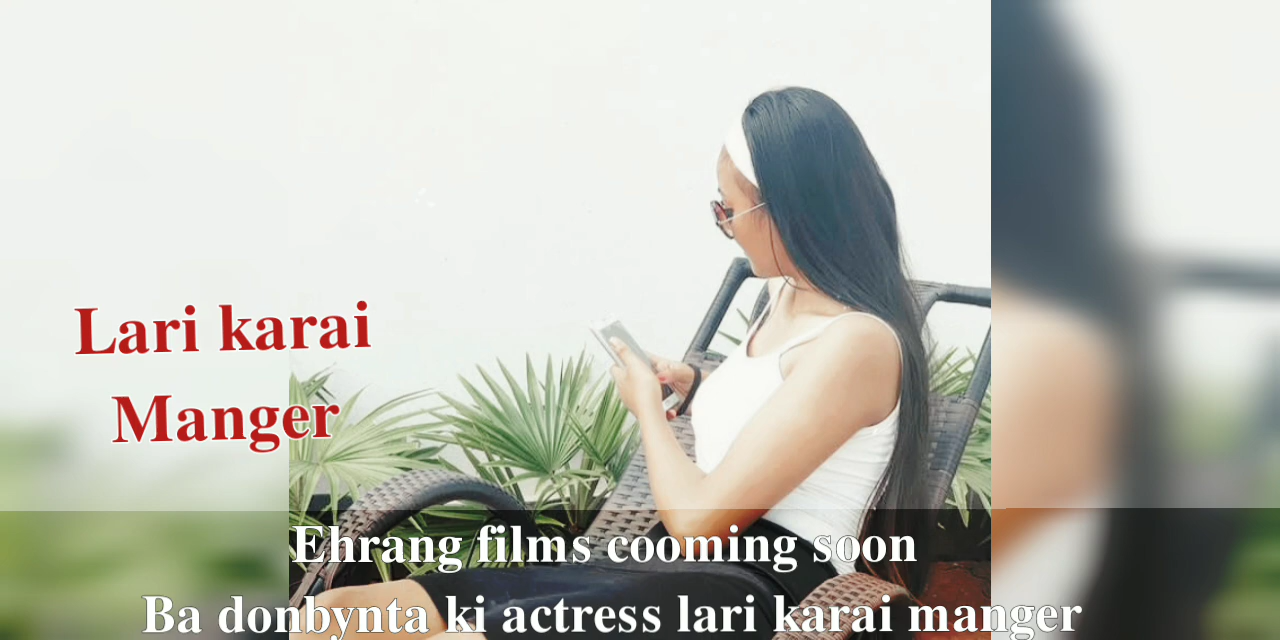 Lari karai
Manger
Ehrang films cooming soon
Ba donbynta ki actress lari karai manger